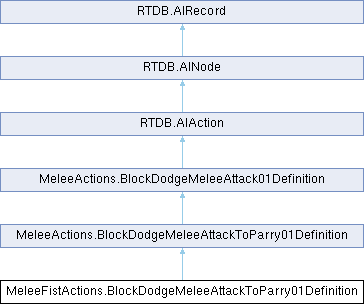 RTDB.AIRecord
RTDB.AINode
RTDB.AIAction
MeleeActions.BlockDodgeMeleeAttack01Definition
MeleeActions.BlockDodgeMeleeAttackToParry01Definition
MeleeFistActions.BlockDodgeMeleeAttackToParry01Definition